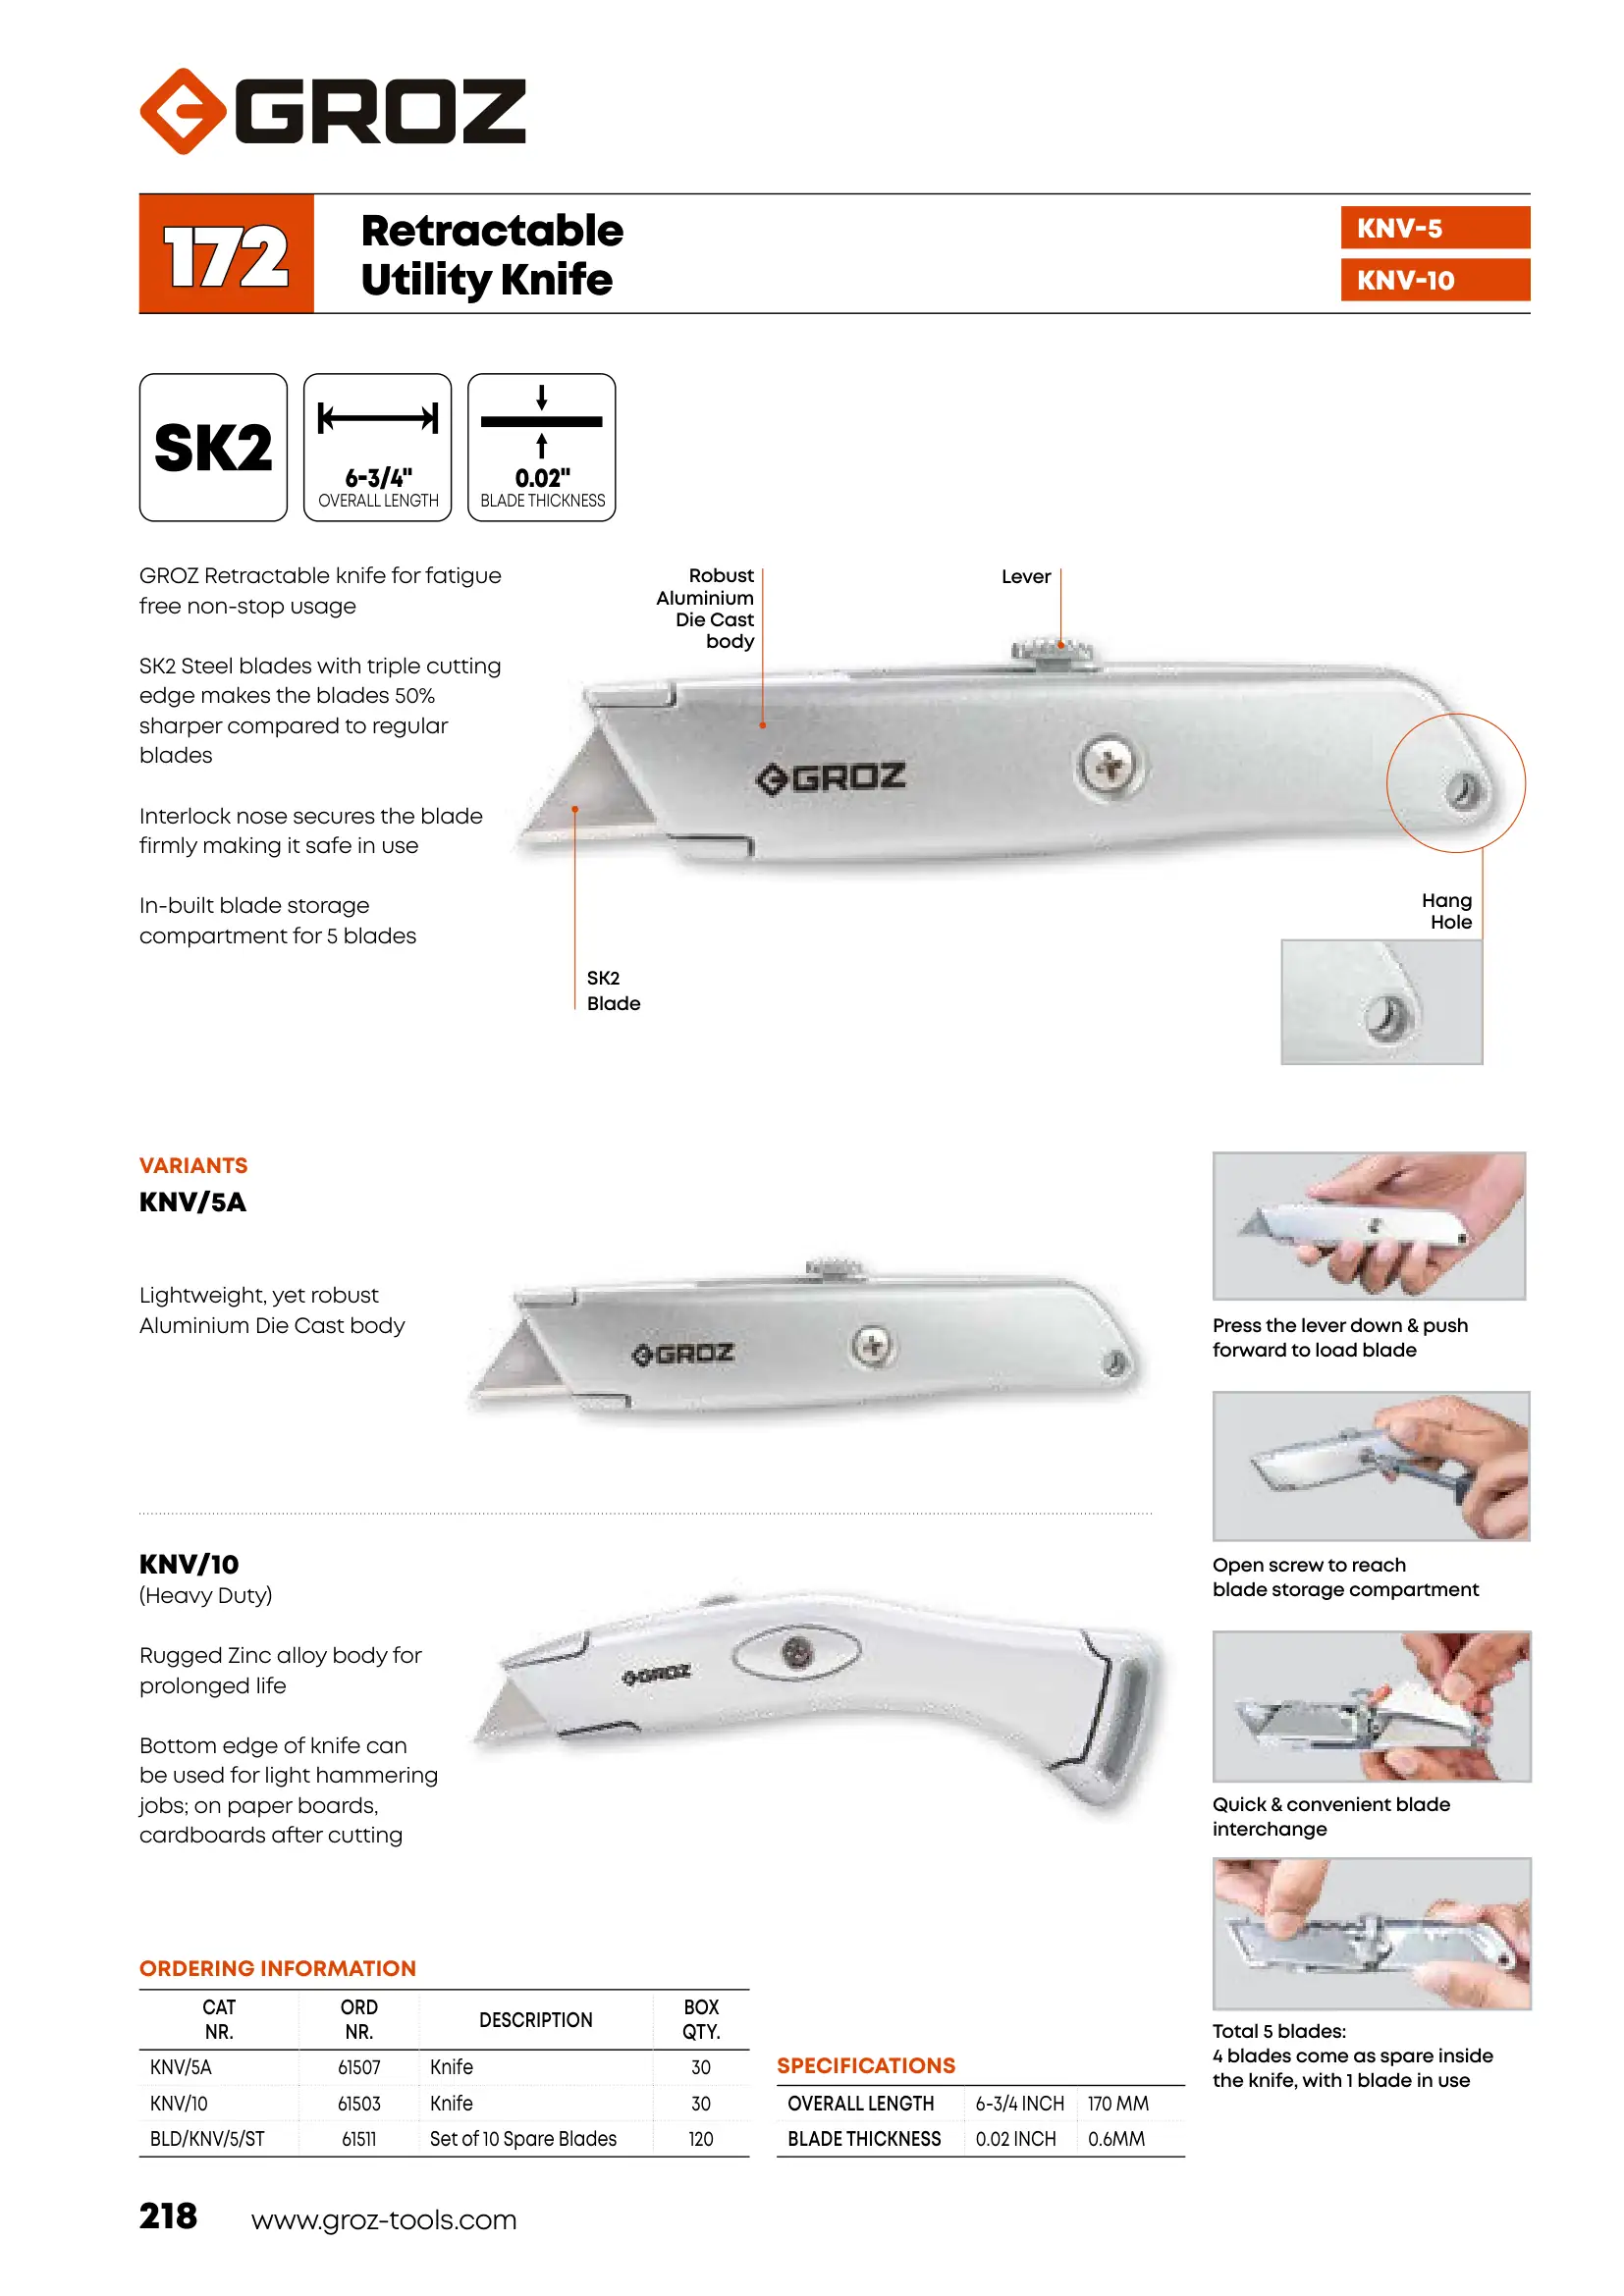 GROZ
172
Retractable
Utility Knife
KNV-5
KNV-10
SK2
6-3/4"
OVERALL LENGTH
0.02"
BLADE THICKNESS
GROZ Retractable knife for fatigue
free non-stop usage
SK2 Steel blades with triple cutting
edge makes the blades 50%
sharper compared to regular
blades
Interlock nose secures the blade
firmly making it safe in use
In-built blade storage
compartment for 5 blades
Robust
Aluminium
Die Cast
body
Lever
GROZ
Hang
Hole
SK2
Blade
VARIANTS
KNV/5A
Lightweight, yet robust
Aluminium Die Cast body
GROZ
KNV/10
(Heavy Duty)
Rugged Zinc alloy body for
prolonged life
Bottom edge of knife can
be used for light hammering
jobs; on paper boards,
cardboards after cutting
GROZ
Press the lever down & push
forward to load blade
Open screw to reach
blade storage compartment
Quick & convenient blade
interchange
Total 5 blades:
4 blades come as spare inside
the knife, with 1 blade in use
ORDERING INFORMATION
CAT NR. ORD NR. DESCRIPTION BOX QTY.
KNV/5A 61507 Knife 30
KNV/10 61503 Knife 30
BLD/KNV/5/ST 61511 Set of 10 Spare Blades 120
SPECIFICATIONS
OVERALL LENGTH 6-3/4 INCH 170 MM
BLADE THICKNESS 0.02 INCH 0.6MM
218 www.groz-tools.com